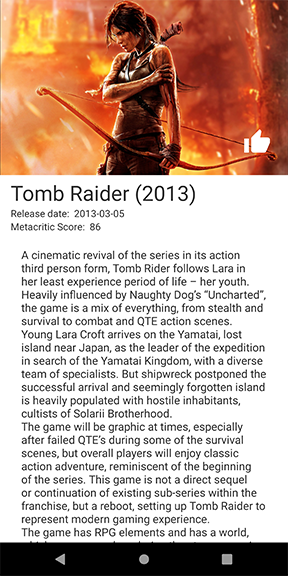 Tomb Raider (2013)
Release date: 2013-03-05
Metacritic Score: 86
A cinematic revival of the series in its action
third person form, Tomb Rider follows Lara in
her least experience period of life – her youth.
Heavily influenced by Naughty Dog's "Uncharted",
the game is a mix of everything, from stealth and
survival to combat and QTE action scenes.
Young Lara Croft arrives on the Yamatai, lost
island near Japan, as the leader of the expedition
in search of the Yamatai Kingdom, with a diverse
team of specialists. But shipwreck postponed the
successful arrival and seemingly forgotten island
is heavily populated with hostile inhabitants,
cultists of Solarii Brotherhood.
The game will be graphic at times, especially
after failed QTE's during some of the survival
scenes, but overall players will enjoy classic
action adventure, reminiscent of the beginning
of the series. This game is not a direct sequel
or continuation of existing sub-series within the
franchise, but a reboot, setting up Tomb Raider to
represent modern gaming experience.
The game has RPG elements and has a world,